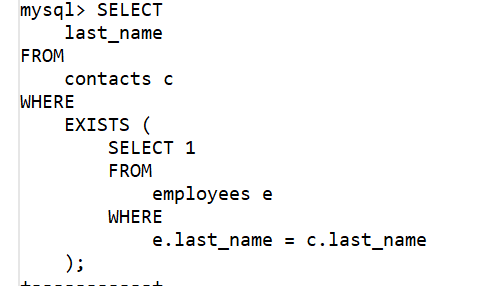 mysql> SELECT
    last_name
FROM
    contacts c
WHERE
    EXISTS (
        SELECT 1
        FROM
            employees e
        WHERE
            e.last_name = c.last_name
    );
+------------+